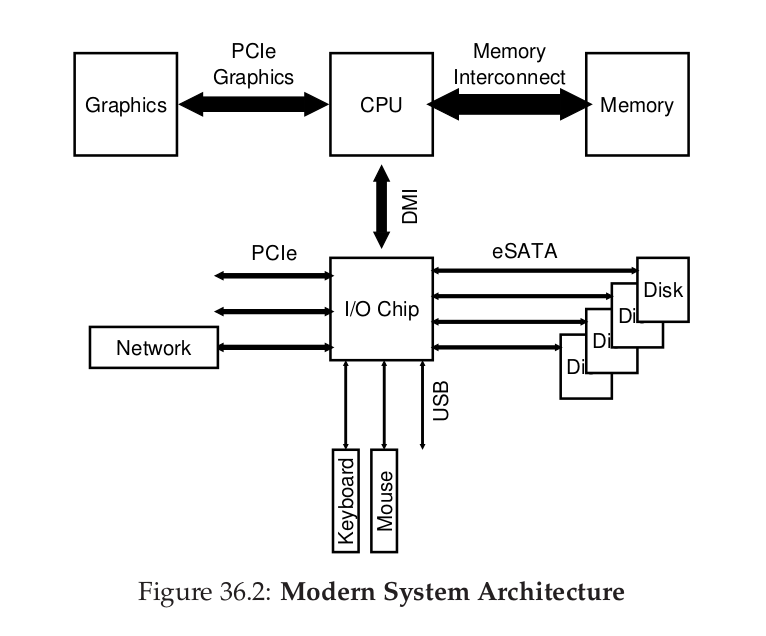 PCIe
Graphics
Memory
Interconnect
Graphics
CPU
Memory
DMI
PCIe
eSATA
I/O Chip
Disk
Di
Di
Di
Network
USB
Keyboard
Mouse
Figure 36.2: Modern System Architecture